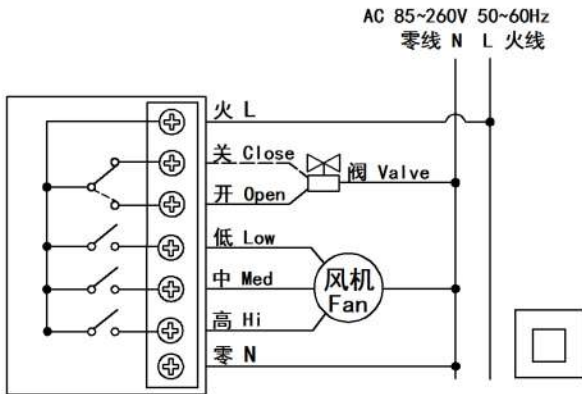 AC 85~260V 50~60Hz
零线 N L 火线
火 L
关 Close
阀 Valve
开 Open
低 Low
中 Med
风机
Fan
高 Hi
零 N